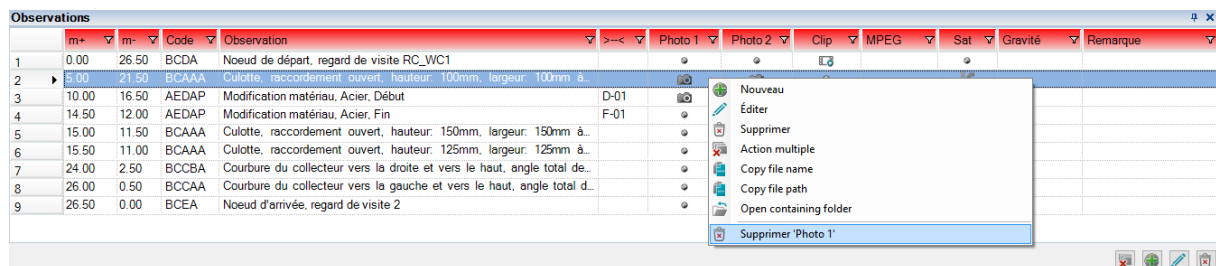 Observations
m+ m- Code Observation >--< Photo 1 Photo 2 Clip MPEG Sat Gravité Remarque
1 0.00 26.50 BCDA Noeud de départ, regard de visite RC_WC1
2 5.00 21.50 BCAAA Culotte, raccordement ouvert, hauteur: 100mm, largeur: 100mm à...
3 10.00 16.50 AEDAP Modification matériau, Acier, Début D-01
4 14.50 12.00 AEDAP Modification matériau, Acier, Fin F-01
5 15.00 11.50 BCAAA Culotte, raccordement ouvert, hauteur: 150mm, largeur: 150mm à...
6 15.50 11.00 BCAAA Culotte, raccordement ouvert, hauteur: 125mm, largeur: 125mm à...
7 24.00 2.50 BCCBA Courbure du collecteur vers la droite et vers le haut, angle total de...
8 26.00 0.50 BCCAA Courbure du collecteur vers la gauche et vers le haut, angle total d...
9 26.50 0.00 BCEA Noeud d'arrivée, regard de visite 2
Nouveau
Éditer
Supprimer
Action multiple
Copy file name
Copy file path
Open containing folder
Supprimer 'Photo 1'